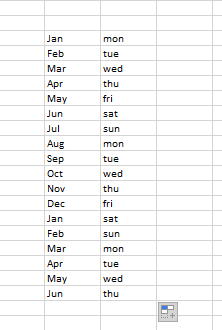 Jan mon
Feb tue
Mar wed
Apr thu
May fri
Jun sat
Jul sun
Aug mon
Sep tue
Oct wed
Nov thu
Dec fri
Jan sat
Feb sun
Mar mon
Apr tue
May wed
Jun thu